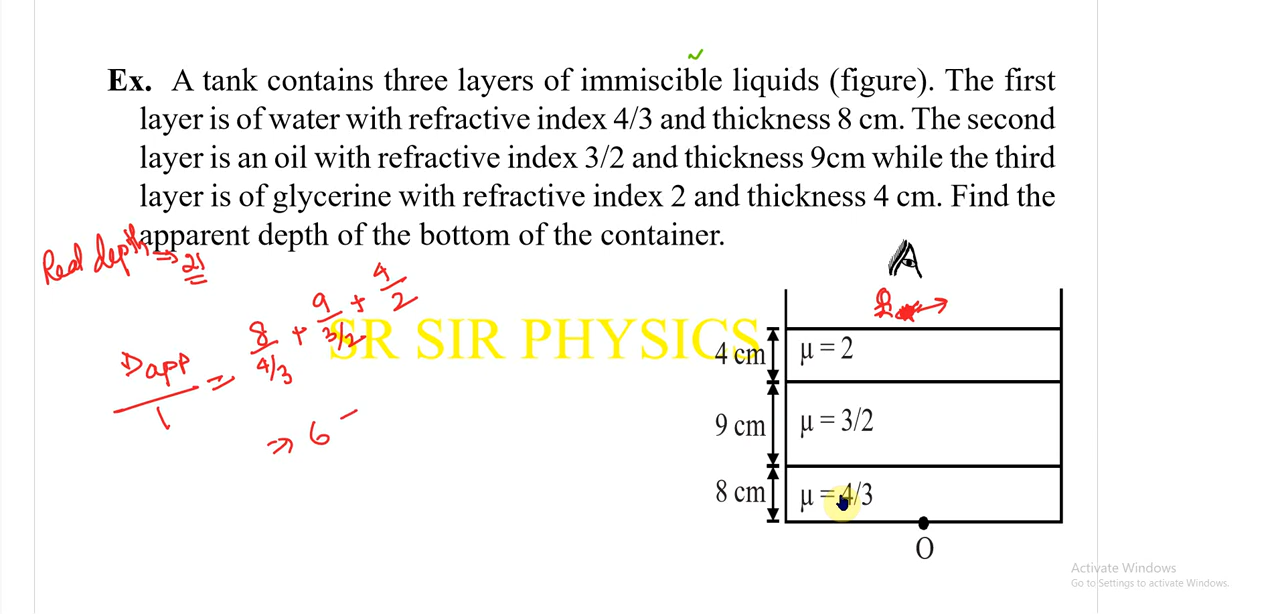 Ex. A tank contains three layers of immiscible liquids (figure). The first
layer is of water with refractive index 4/3 and thickness 8 cm. The second
layer is an oil with refractive index 3/2 and thickness 9cm while the third
layer is of glycerine with refractive index 2 and thickness 4 cm. Find the
apparent depth of the bottom of the container.
Real depth → 21
Dapp/1 = 8/4/3 + 9/3/2 + 4/2
⇒ 6
SR SIR PHYSICS
4 cm μ = 2
9 cm μ = 3/2
8 cm μ = 4/3
O
Activate Windows
Go to Settings to activate Windows.